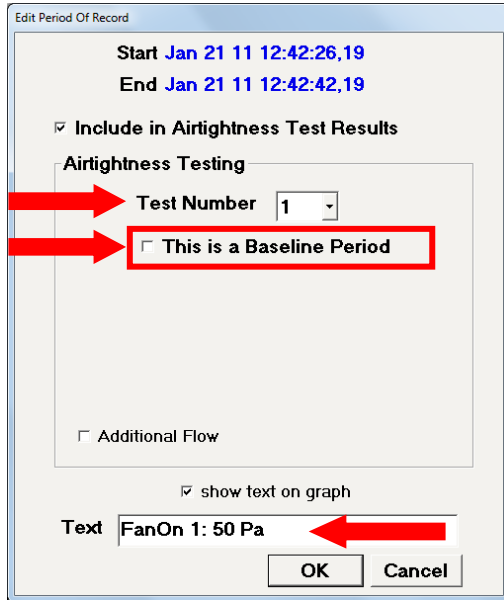 Edit Period Of Record
Start Jan 21 11 12:42:26,19
End Jan 21 11 12:42:42,19
Include in Airtightness Test Results
Airtightness Testing
Test Number 1
This is a Baseline Period
Additional Flow
show text on graph
Text FanOn 1: 50 Pa
OK Cancel